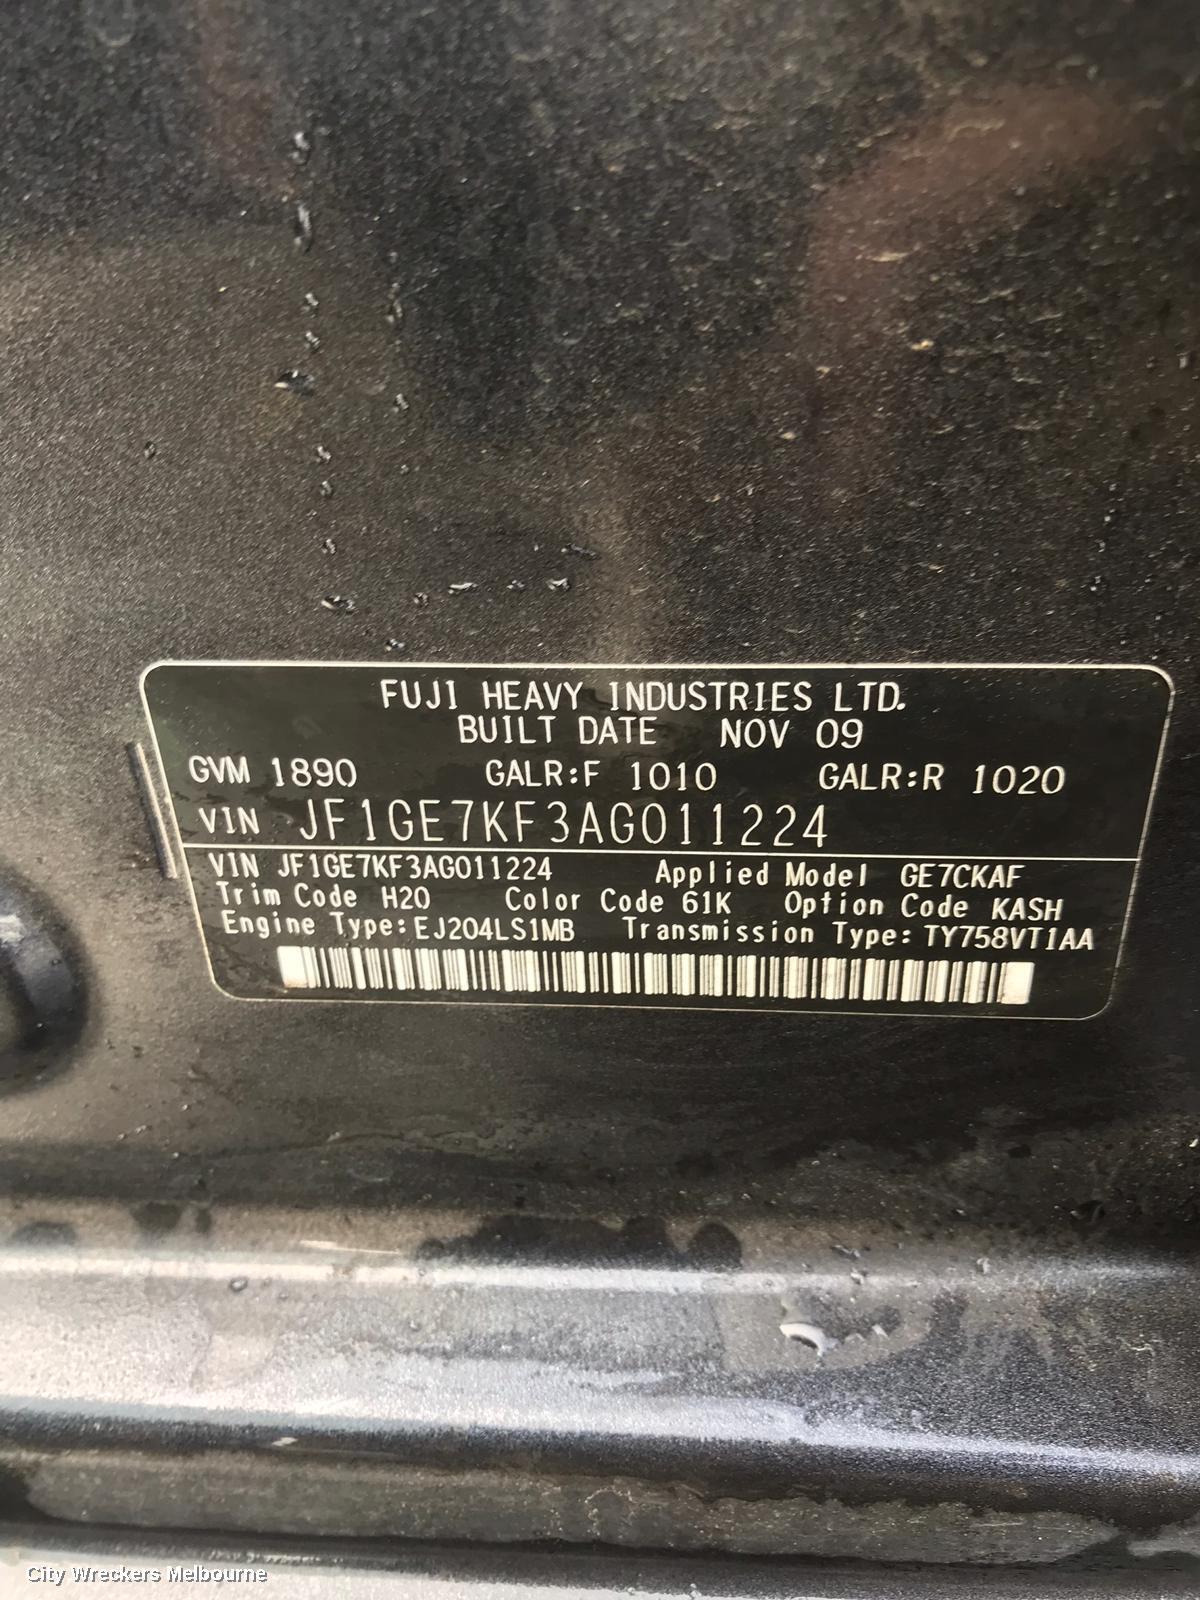 FUJI HEAVY INDUSTRIES LTD.
BUILT DATE NOV 09
GVM 1890 GALR:F 1010 GALR:R 1020
VIN JF1GE7KF3AG011224
VIN JF1GE7KF3AG011224 Applied Model GE7CKAF
Trim Code H20 Color Code 61K Option Code KASH
Engine Type:EJ204LS1MB Transmission Type:TY758VT1AA
City Wreckers Melbourne